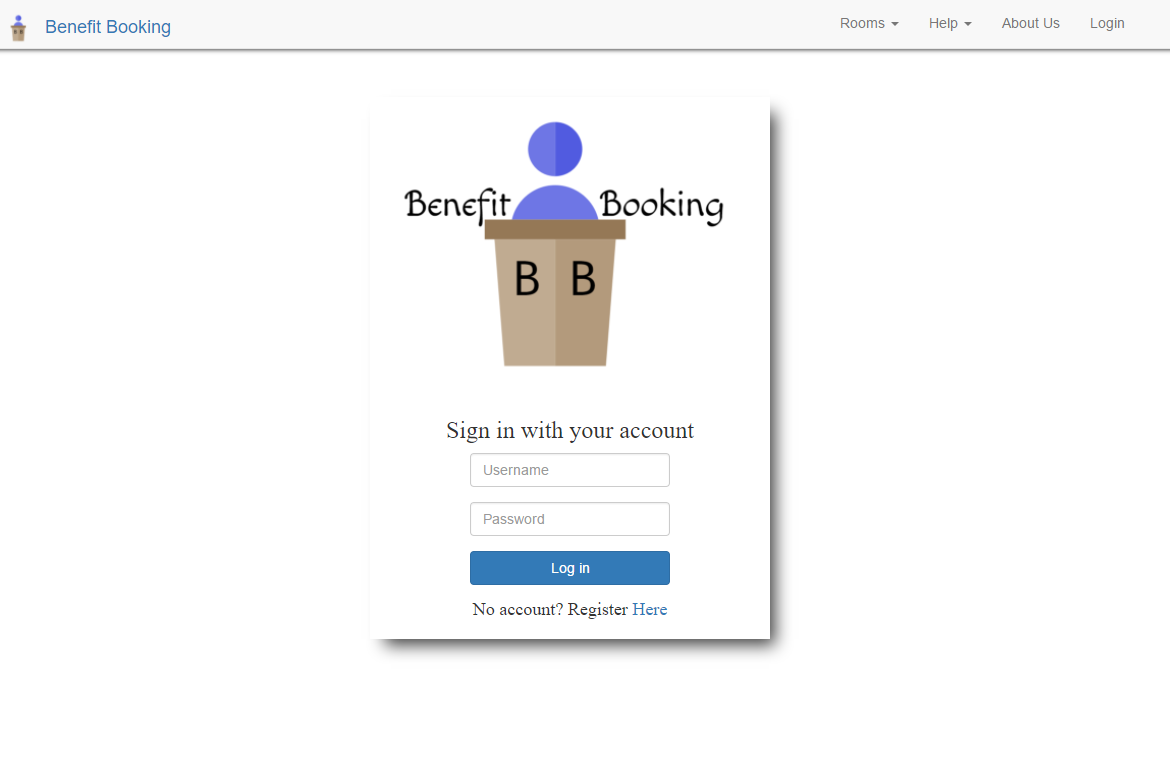 Benefit Booking Rooms Help About Us Login
Benefit Booking
B B
Sign in with your account
Username
Password
Log in
No account? Register Here